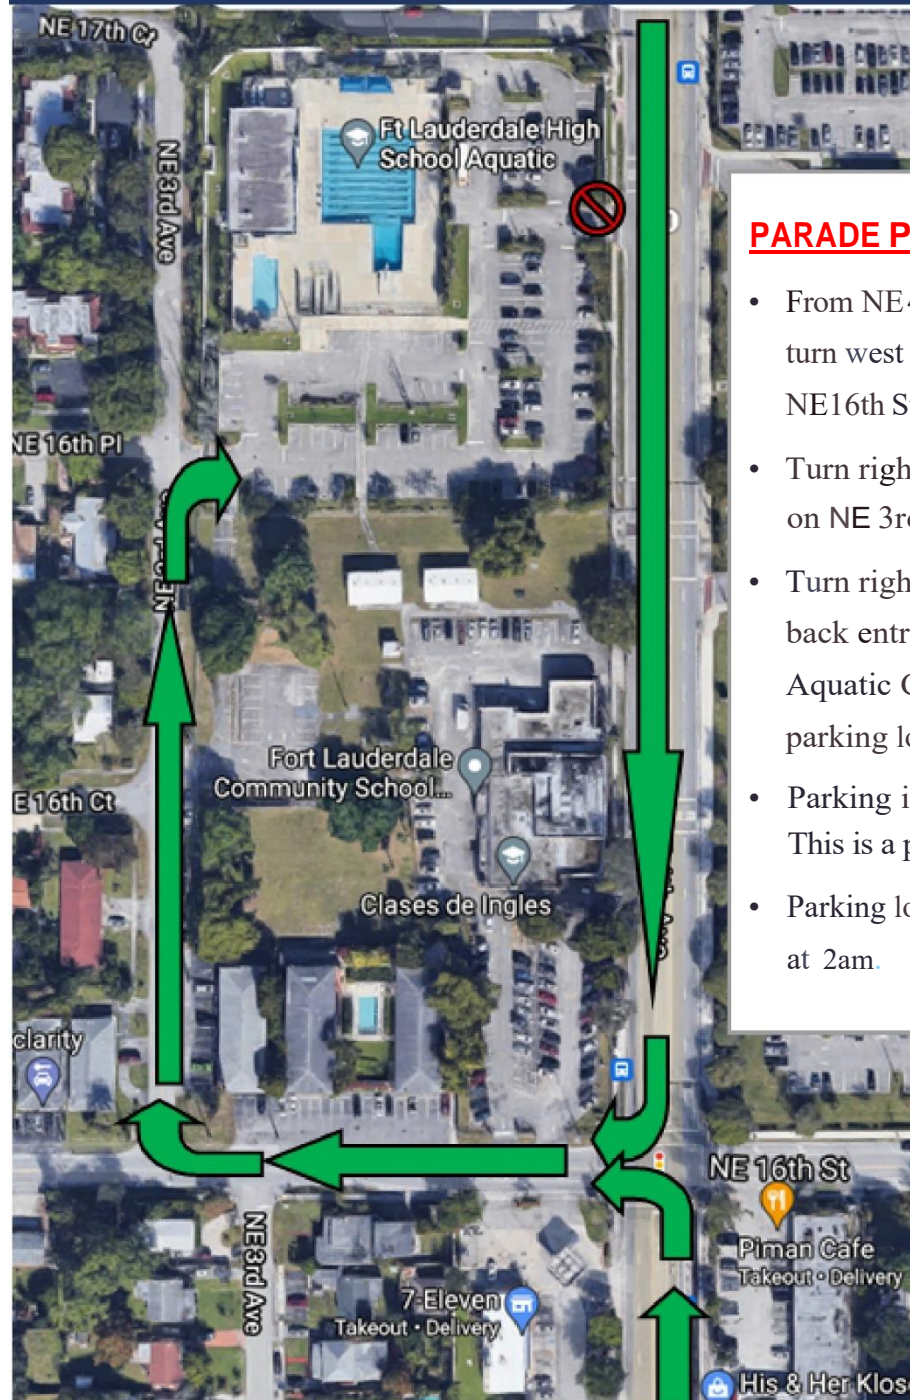 NE 17th Ct
NE 3rd Ave
Ft Lauderdale High
School Aquatic
PARADE P
• From NE
turn west
NE16th S
• Turn righ
on NE 3r
• Turn righ
back entr
Aquatic C
parking lo
• Parking i
This is a p
• Parking lo
at 2am.
NE 16th Pl
Fort Lauderdale
Community School...
E 16th Ct
Clases de Ingles
clarity
NE 16th St
Piman Cafe
Takeout • Delivery
NE 3rd Ave
7-Eleven
Takeout • Delivery
His & Her Klos